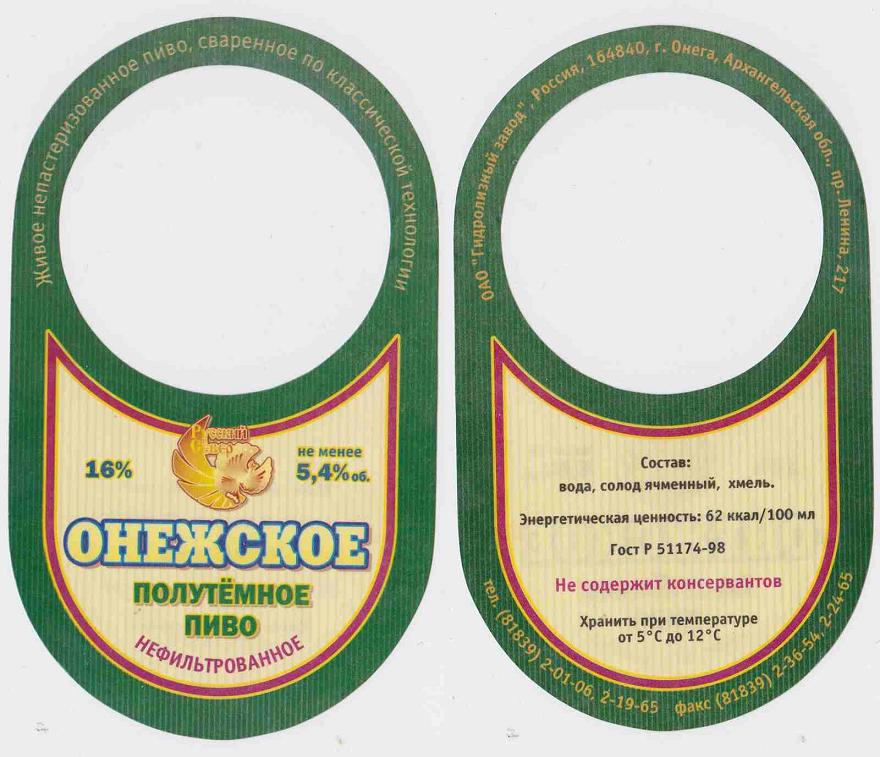 Живое непастеризованное пиво, сваренное по классической технологии
Русский
Север
16%
не менее
5,4% об.
ОНЕЖСКОЕ
ПОЛУТЁМНОЕ
ПИВО
НЕФИЛЬТРОВАННОЕ
ОАО "Гидролизный завод", Россия, 164840, г. Онега, Архангельская обл., пр. Ленина, 217
Состав:
вода, солод ячменный, хмель.
Энергетическая ценность: 62 ккал/100 мл
Гост Р 51174-98
Не содержит консервантов
Хранить при температуре
от 5°С до 12°С
тел. (81839) 2-01-06, 2-19-65 факс (81839) 2-36-54, 2-24-65